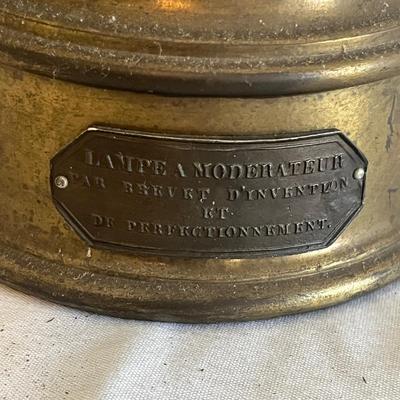 LAMPE A MODERATEUR
PAR BREVET D'INVENTION
ET
DE PERFECTIONNEMENT.